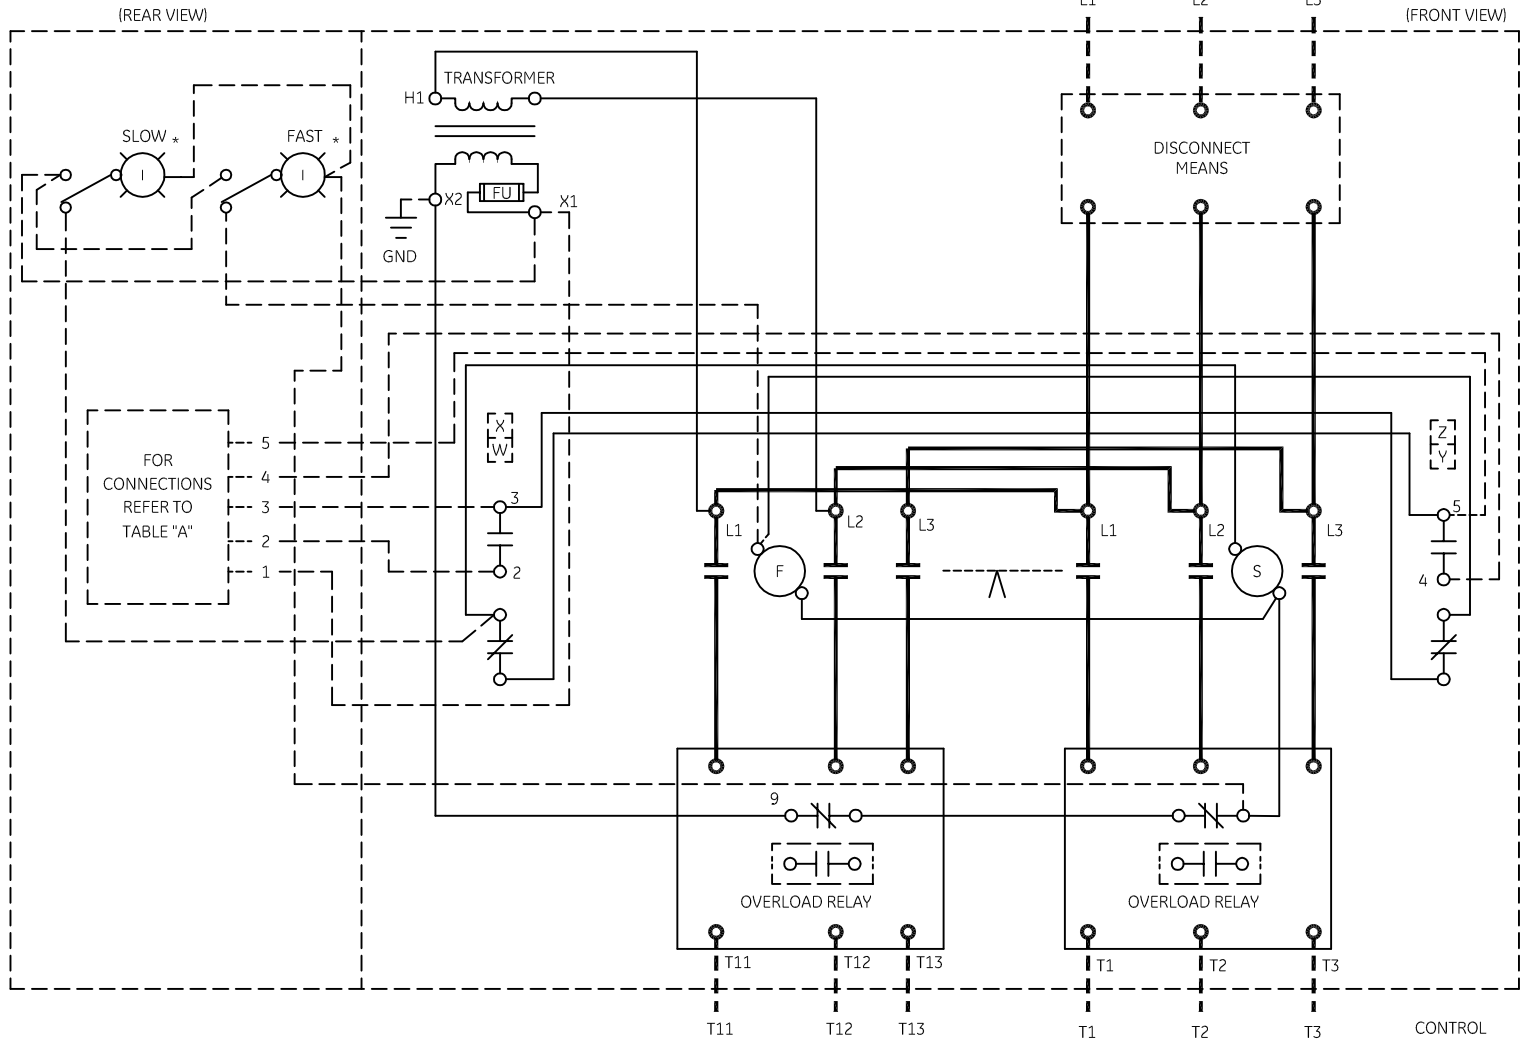 (REAR VIEW)
L1 L2 L3
(FRONT VIEW)
TRANSFORMER
H1
SLOW *
FAST *
I
I
DISCONNECT
MEANS
FU
X2
X1
GND
X
W
Z
Y
FOR
CONNECTIONS
REFER TO
TABLE "A"
5
4
3
2
1
3
2
5
4
L1
L2
L3
L1
L2
L3
F
S
9
OVERLOAD RELAY
OVERLOAD RELAY
T11
T12
T13
T1
T2
T3
T11
T12
T13
T1
T2
T3
CONTROL